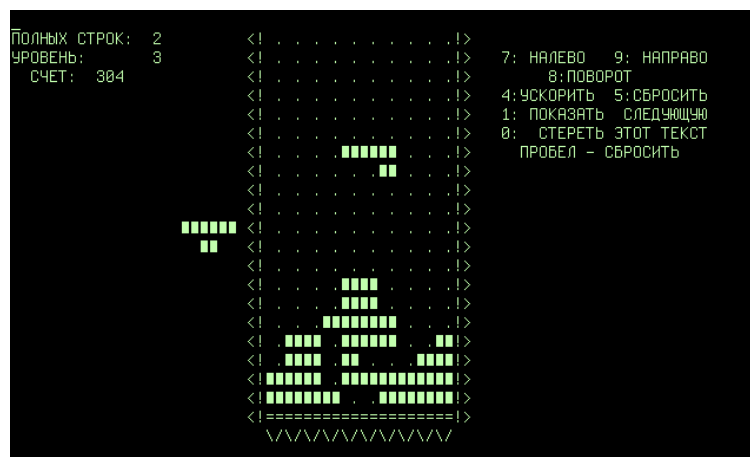 ПОЛНЫХ СТРОК: 2
УРОВЕНЬ: 3
СЧЕТ: 304
7: НАЛЕВО 9: НАПРАВО
8:ПОВОРОТ
4:УСКОРИТЬ 5:СБРОСИТЬ
1: ПОКАЗАТЬ СЛЕДУЮЩУЮ
0: СТЕРЕТЬ ЭТОТ ТЕКСТ
ПРОБЕЛ - СБРОСИТЬ